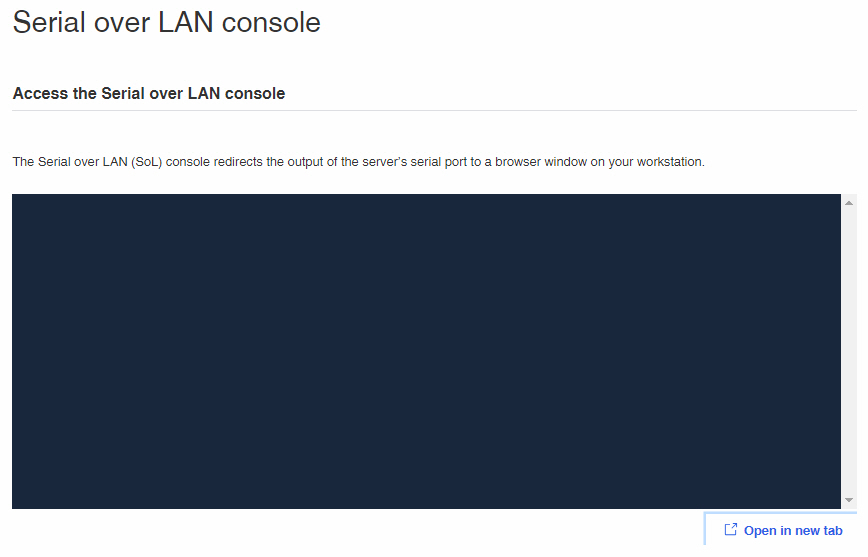 Serial over LAN console
Access the Serial over LAN console
The Serial over LAN (SoL) console redirects the output of the server's serial port to a browser window on your workstation.
Open in new tab